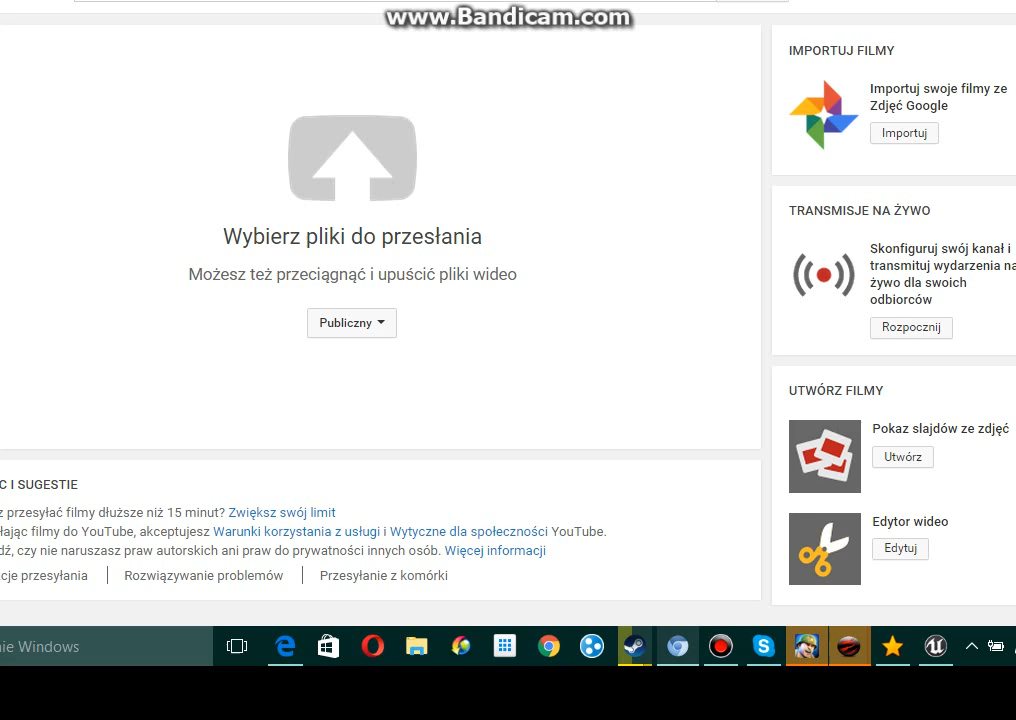 www.Bandicam.com
IMPORTUJ FILMY
Importuj swoje filmy ze
Zdjęć Google
Importuj
Wybierz pliki do przesłania
Możesz też przeciągnąć i upuścić pliki wideo
Publiczny
TRANSMISJE NA ŻYWO
Skonfiguruj swój kanał i
transmituj wydarzenia na
żywo dla swoich
odbiorców
Rozpocznij
UTWÓRZ FILMY
Pokaz slajdów ze zdjęć
Utwórz
Edytor wideo
Edytuj
C I SUGESTIE
z przesyłać filmy dłuższe niż 15 minut? Zwiększ swój limit
łając filmy do YouTube, akceptujesz Warunki korzystania z usługi i Wytyczne dla społeczności YouTube.
dź, czy nie naruszasz praw autorskich ani praw do prywatności innych osób. Więcej informacji
cje przesyłania | Rozwiązywanie problemów | Przesyłanie z komórki
nie Windows